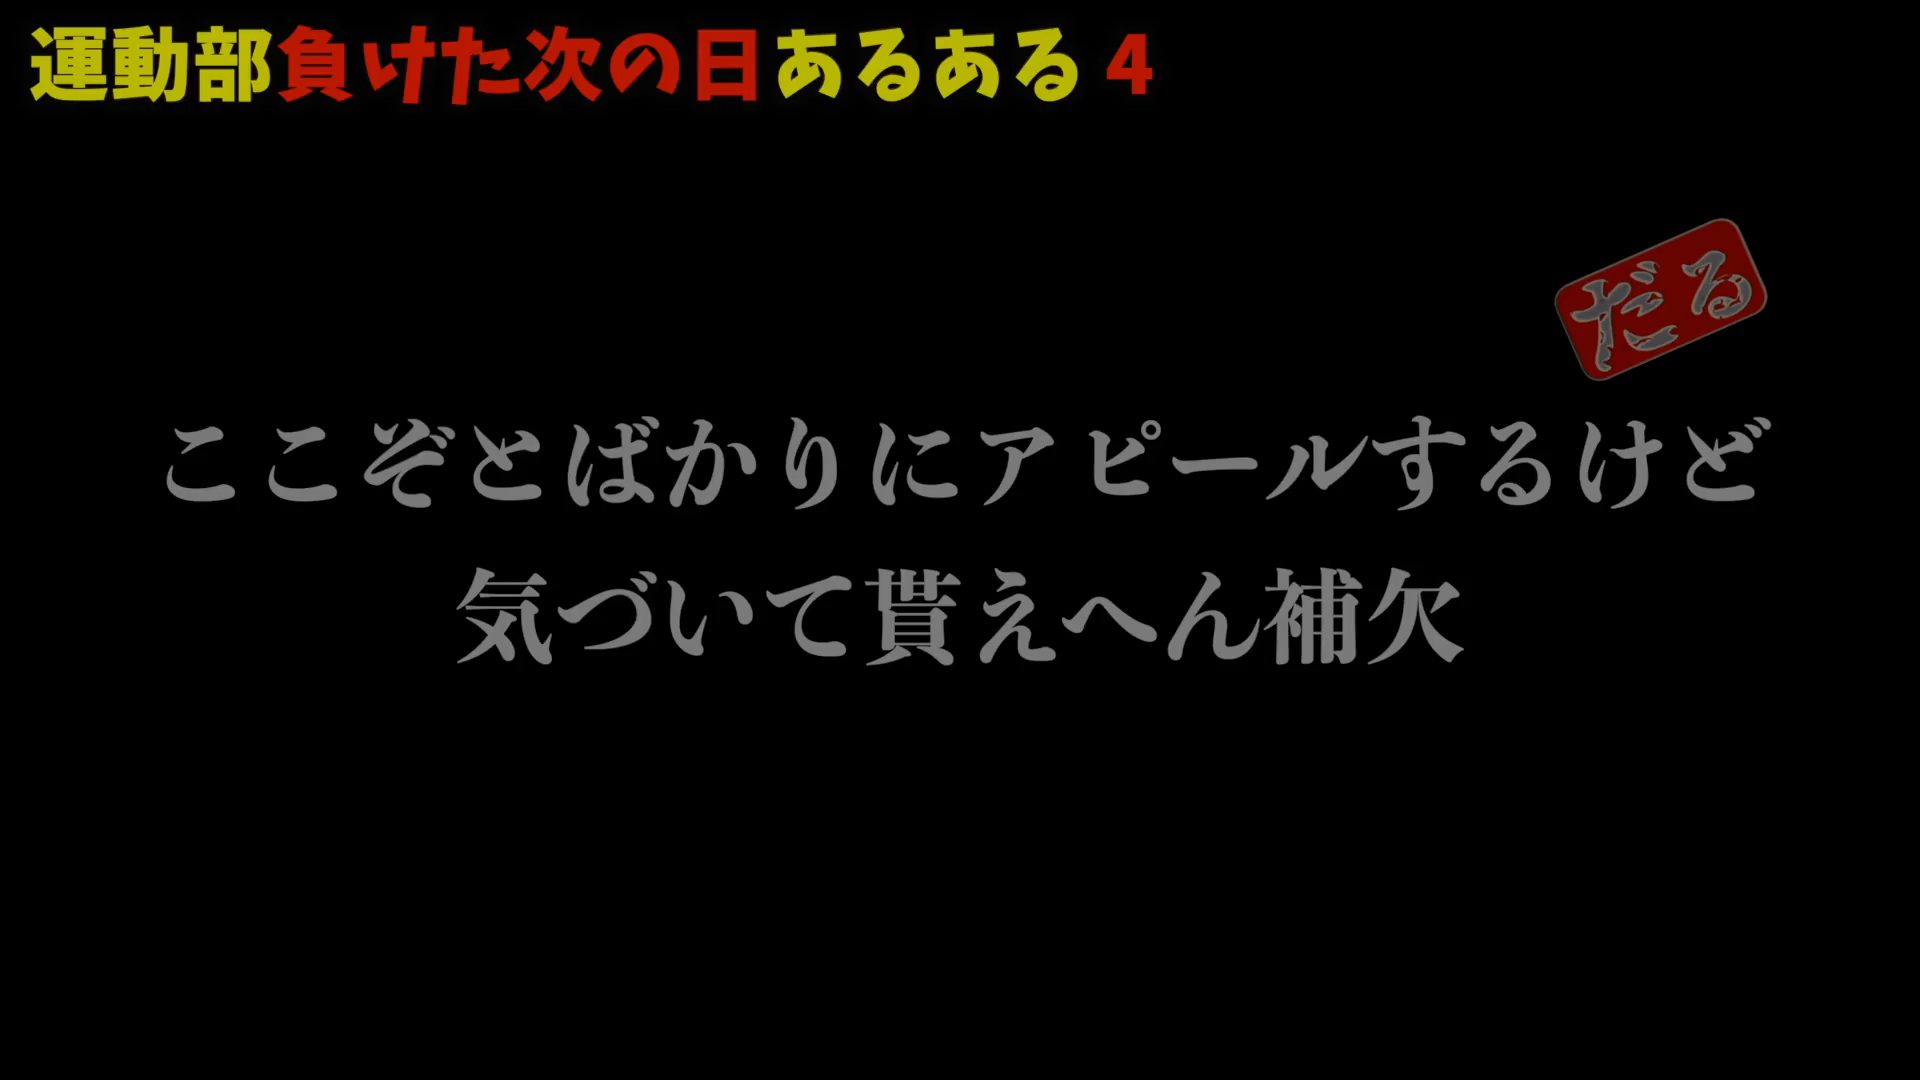 運動部負けた次の日あるある 4
だる
ここぞとばかりにアピールするけど
気づいて貰えへん補欠